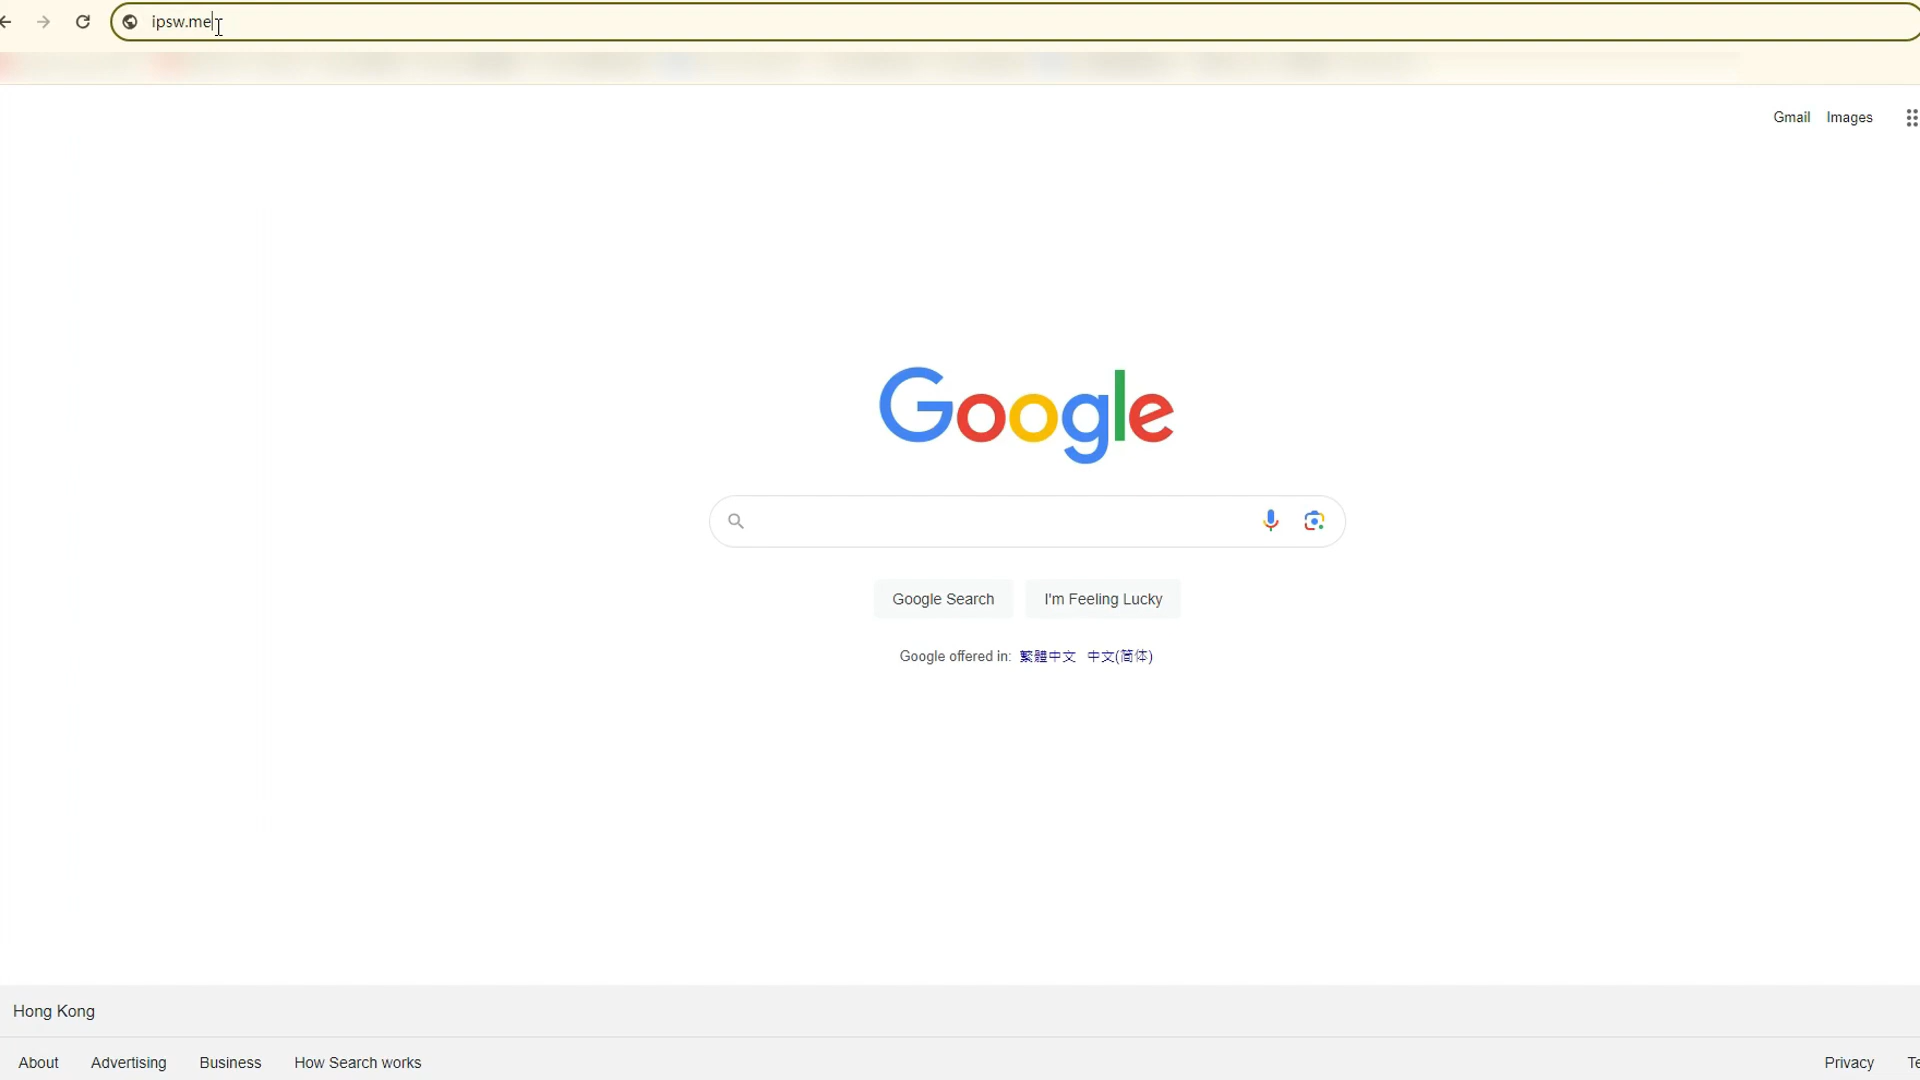 ipsw.me
Gmail Images
Google
Google Search I'm Feeling Lucky
Google offered in: 繁體中文 中文(简体)
Hong Kong
About Advertising Business How Search works Privacy Te